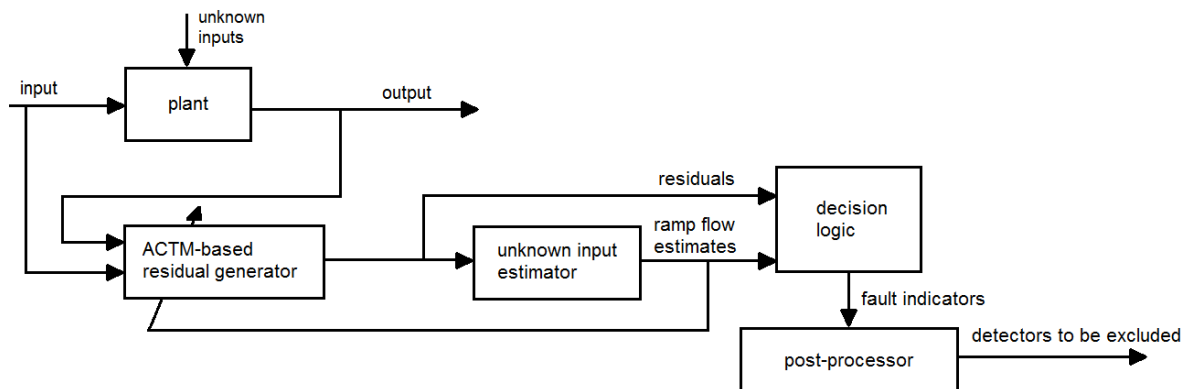 unknown
inputs
input
plant
output
residuals
decision
logic
ramp flow
estimates
ACTM-based
residual generator
unknown input
estimator
fault indicators
detectors to be excluded
post-processor